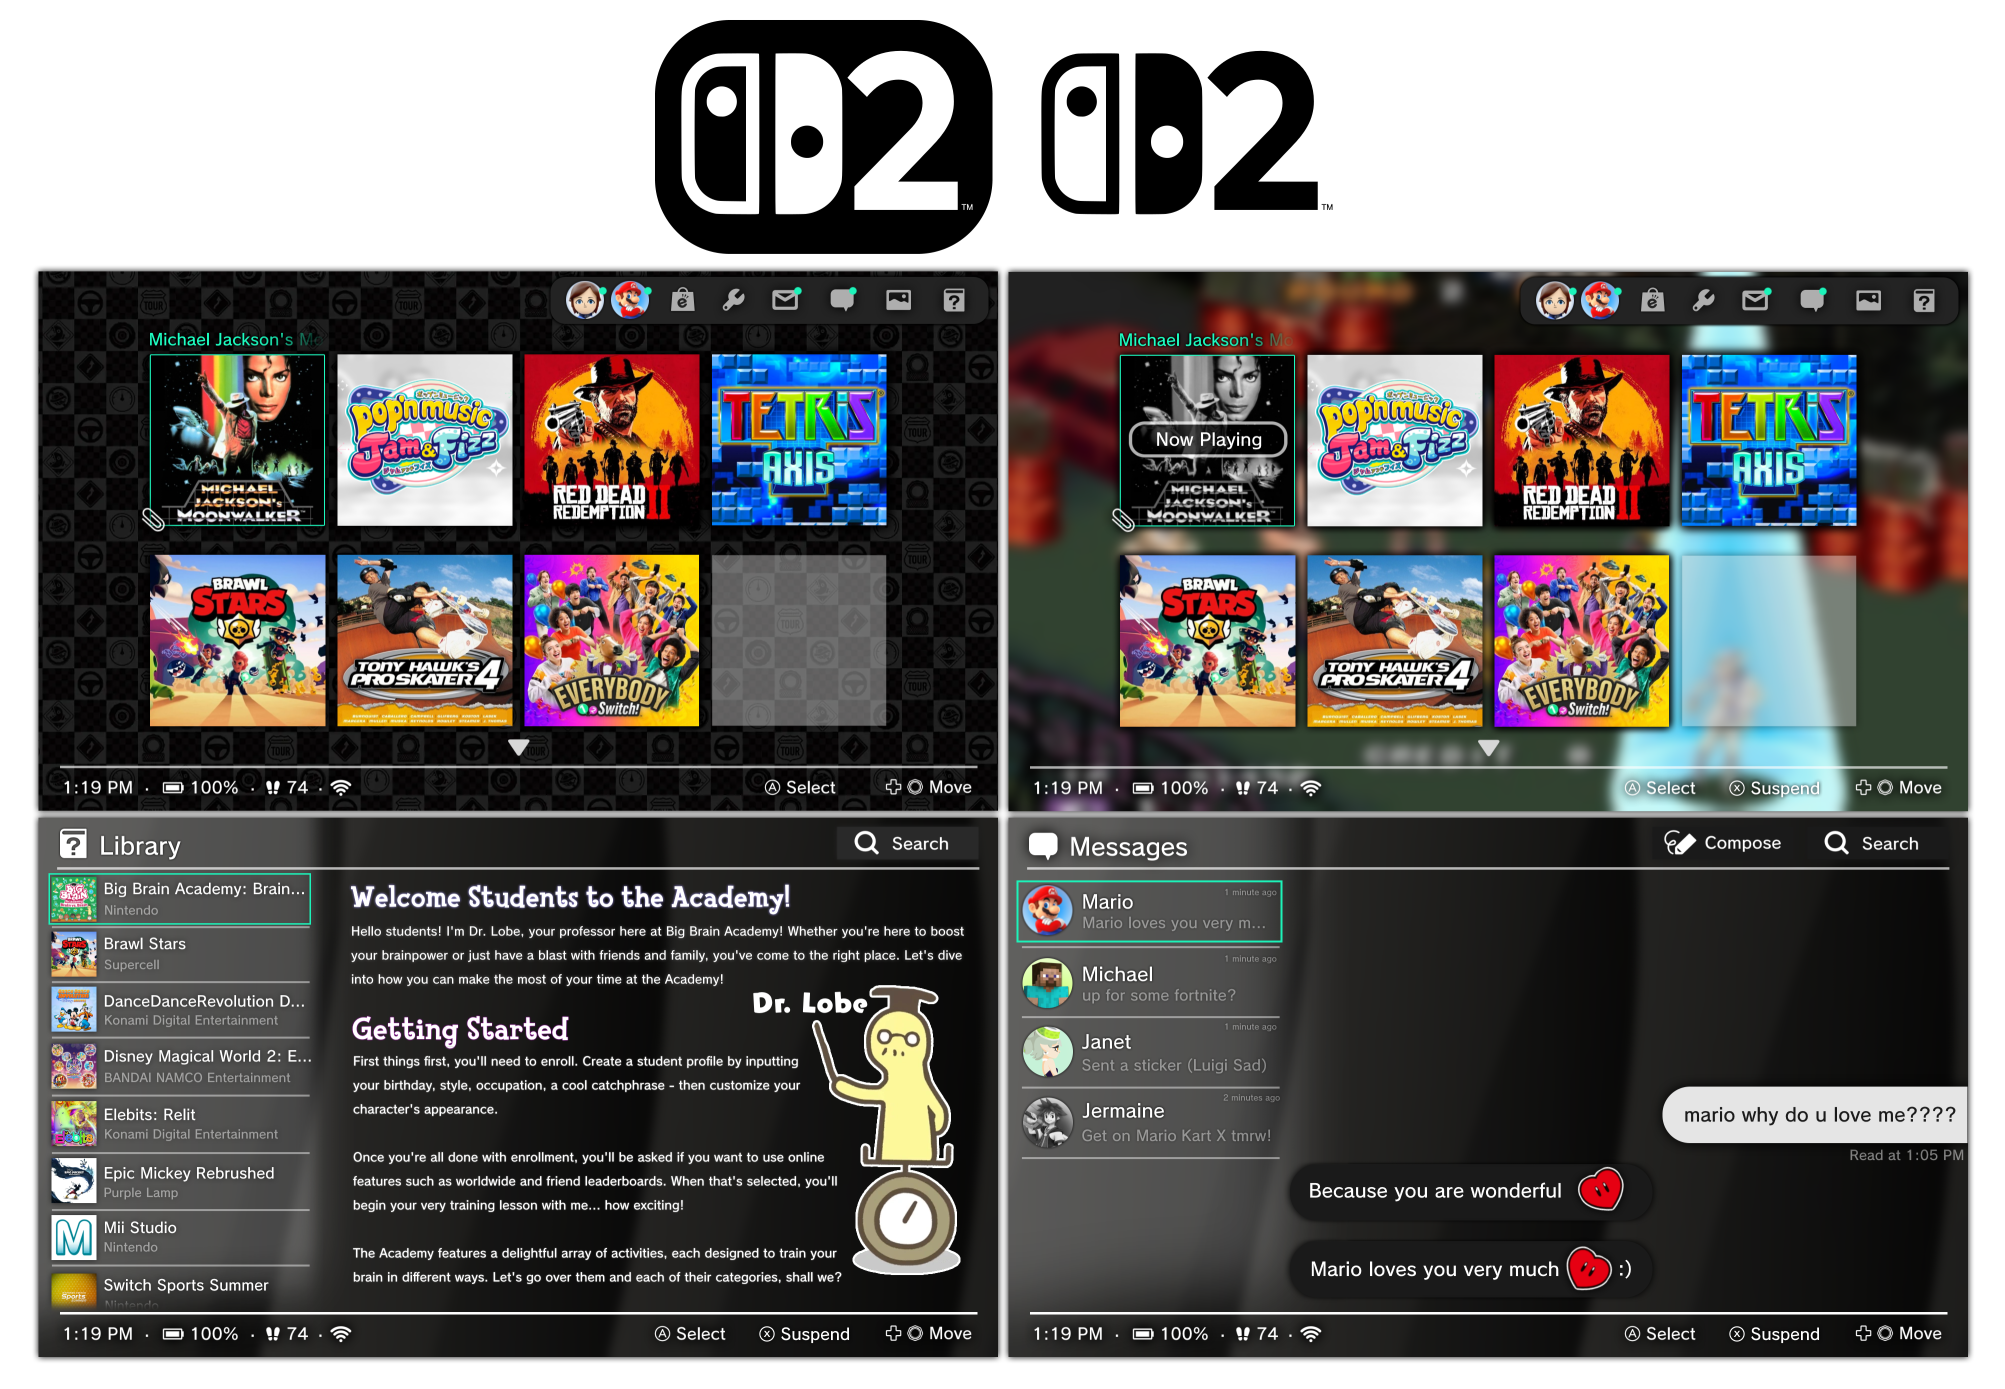 2 TM
2 TM
Michael Jackson's Mo
MICHAEL
JACKSON's
MOONWALKER
pop'n music
Jam & Fizz
RED DEAD
REDEMPTION II
TETRIS
AXIS
BRAWL
STARS
TONY HAWK'S
PRO SKATER 4
EVERYBODY
1-2-Switch!
TOUR
1:19 PM · 100% · 74 ·
A Select
Move
Michael Jackson's Mo
Now Playing
MICHAEL
JACKSON's
MOONWALKER
pop'n music
Jam & Fizz
RED DEAD
REDEMPTION II
TETRIS
AXIS
BRAWL
STARS
TONY HAWK'S
PRO SKATER 4
EVERYBODY
1-2-Switch!
CREDIT
1:19 PM · 100% · 74 ·
A Select
X Suspend
Move
Library
Search
Big Brain Academy: Brain...
Nintendo
Brawl Stars
Supercell
DanceDanceRevolution D...
Konami Digital Entertainment
Disney Magical World 2: E...
BANDAI NAMCO Entertainment
Elebits: Relit
Konami Digital Entertainment
Epic Mickey Rebrushed
Purple Lamp
Mii Studio
Nintendo
Switch Sports Summer
Nintendo
Welcome Students to the Academy!
Hello students! I'm Dr. Lobe, your professor here at Big Brain Academy! Whether you're here to boost
your brainpower or just have a blast with friends and family, you've come to the right place. Let's dive
into how you can make the most of your time at the Academy!
Dr. Lobe
Getting Started
First things first, you'll need to enroll. Create a student profile by inputting
your birthday, style, occupation, a cool catchphrase - then customize your
character's appearance.
Once you're all done with enrollment, you'll be asked if you want to use online
features such as worldwide and friend leaderboards. When that's selected, you'll
begin your very training lesson with me... how exciting!
The Academy features a delightful array of activities, each designed to train your
brain in different ways. Let's go over them and each of their categories, shall we?
1:19 PM · 100% · 74 ·
A Select
X Suspend
Move
Messages
Compose
Search
1 minute ago
Mario
Mario loves you very m...
1 minute ago
Michael
up for some fortnite?
1 minute ago
Janet
Sent a sticker (Luigi Sad)
2 minutes ago
Jermaine
Get on Mario Kart X tmrw!
mario why do u love me????
Read at 1:05 PM
Because you are wonderful
Mario loves you very much :)
1:19 PM · 100% · 74 ·
A Select
X Suspend
Move